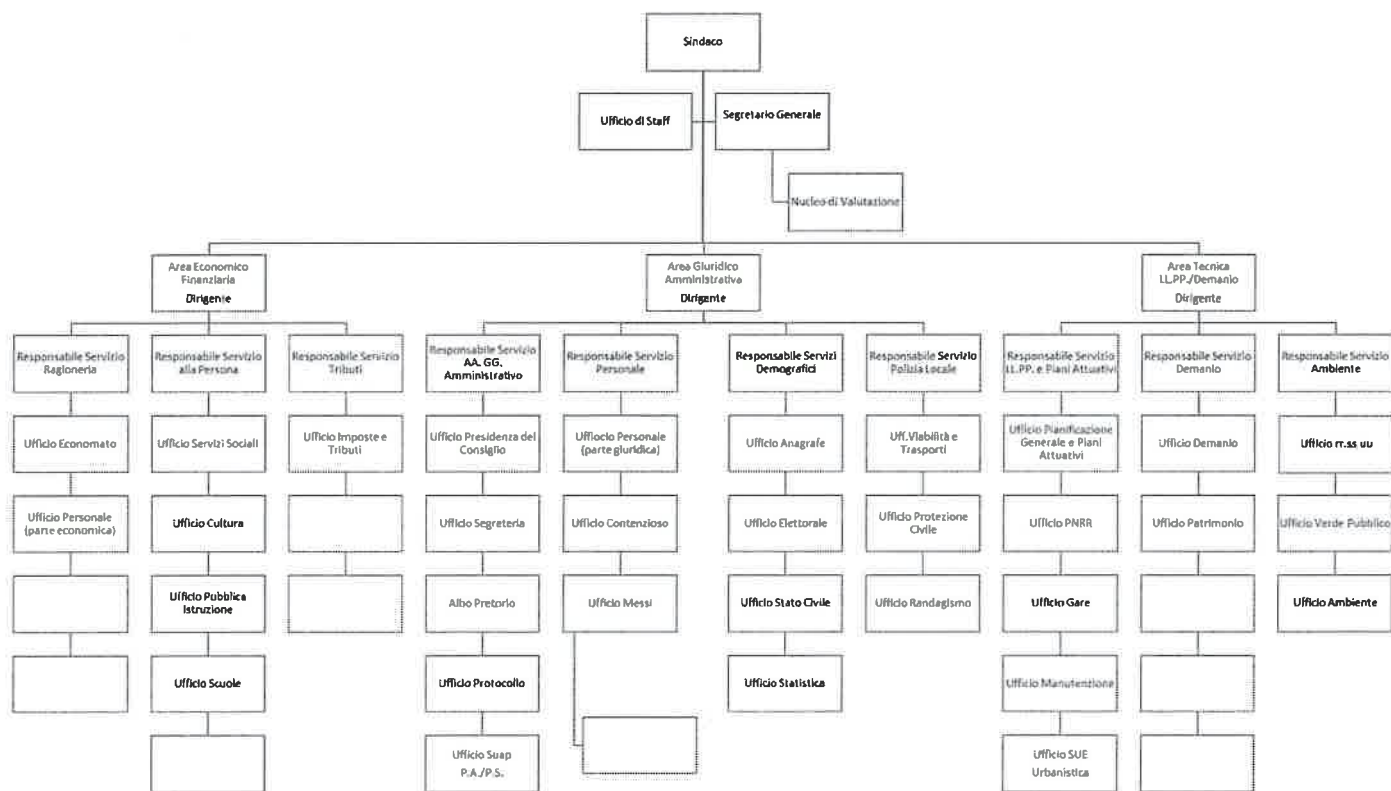 Sindaco
Ufficio di Staff
Segretario Generale
Nucleo di Valutazione
Area Economico
Finanziaria
Dirigente
Area Giuridico
Amministrativa
Dirigente
Area Tecnica
LL.PP./Demanio
Dirigente
Responsabile Servizio
Ragioneria
Responsabile Servizio
alla Persona
Responsabile Servizio
Tributi
Responsabile Servizio
AA. GG.
Amministrativo
Responsabile Servizio
Personale
Responsabile Servizi
Demografici
Responsabile Servizio
Polizia Locale
Responsabile Servizio
LL.PP. e Piani Attuativi
Responsabile Servizio
Demanio
Responsabile Servizio
Ambiente
Ufficio Economato
Ufficio Servizi Sociali
Ufficio Imposte e
Tributi
Ufficio Presidenza del
Consiglio
Uffiocio Personale
(parte giuridica)
Ufficio Anagrafe
Uff.Viabilità e
Trasporti
Ufficio Pianificazione
Generale e Piani
Attuativi
Ufficio Demanio
Ufficio rr.ss.uu
Ufficio Personale
(parte economica)
Ufficio Cultura
Ufficio Segreteria
Ufficio Contenzioso
Ufficio Elettorale
Ufficio Protezione
Civile
Ufficio PNRR
Ufficio Patrimonio
Ufficio Verde Pubblico
Ufficio Pubblica
Istruzione
Albo Pretorio
Ufficio Messi
Ufficio Stato Civile
Ufficio Randagismo
Ufficio Gare
Ufficio Ambiente
Ufficio Scuole
Ufficio Protocollo
Ufficio Statistica
Ufficio Manutenzione
Ufficio Suap
P.A./P.S.
Ufficio SUE
Urbanistica